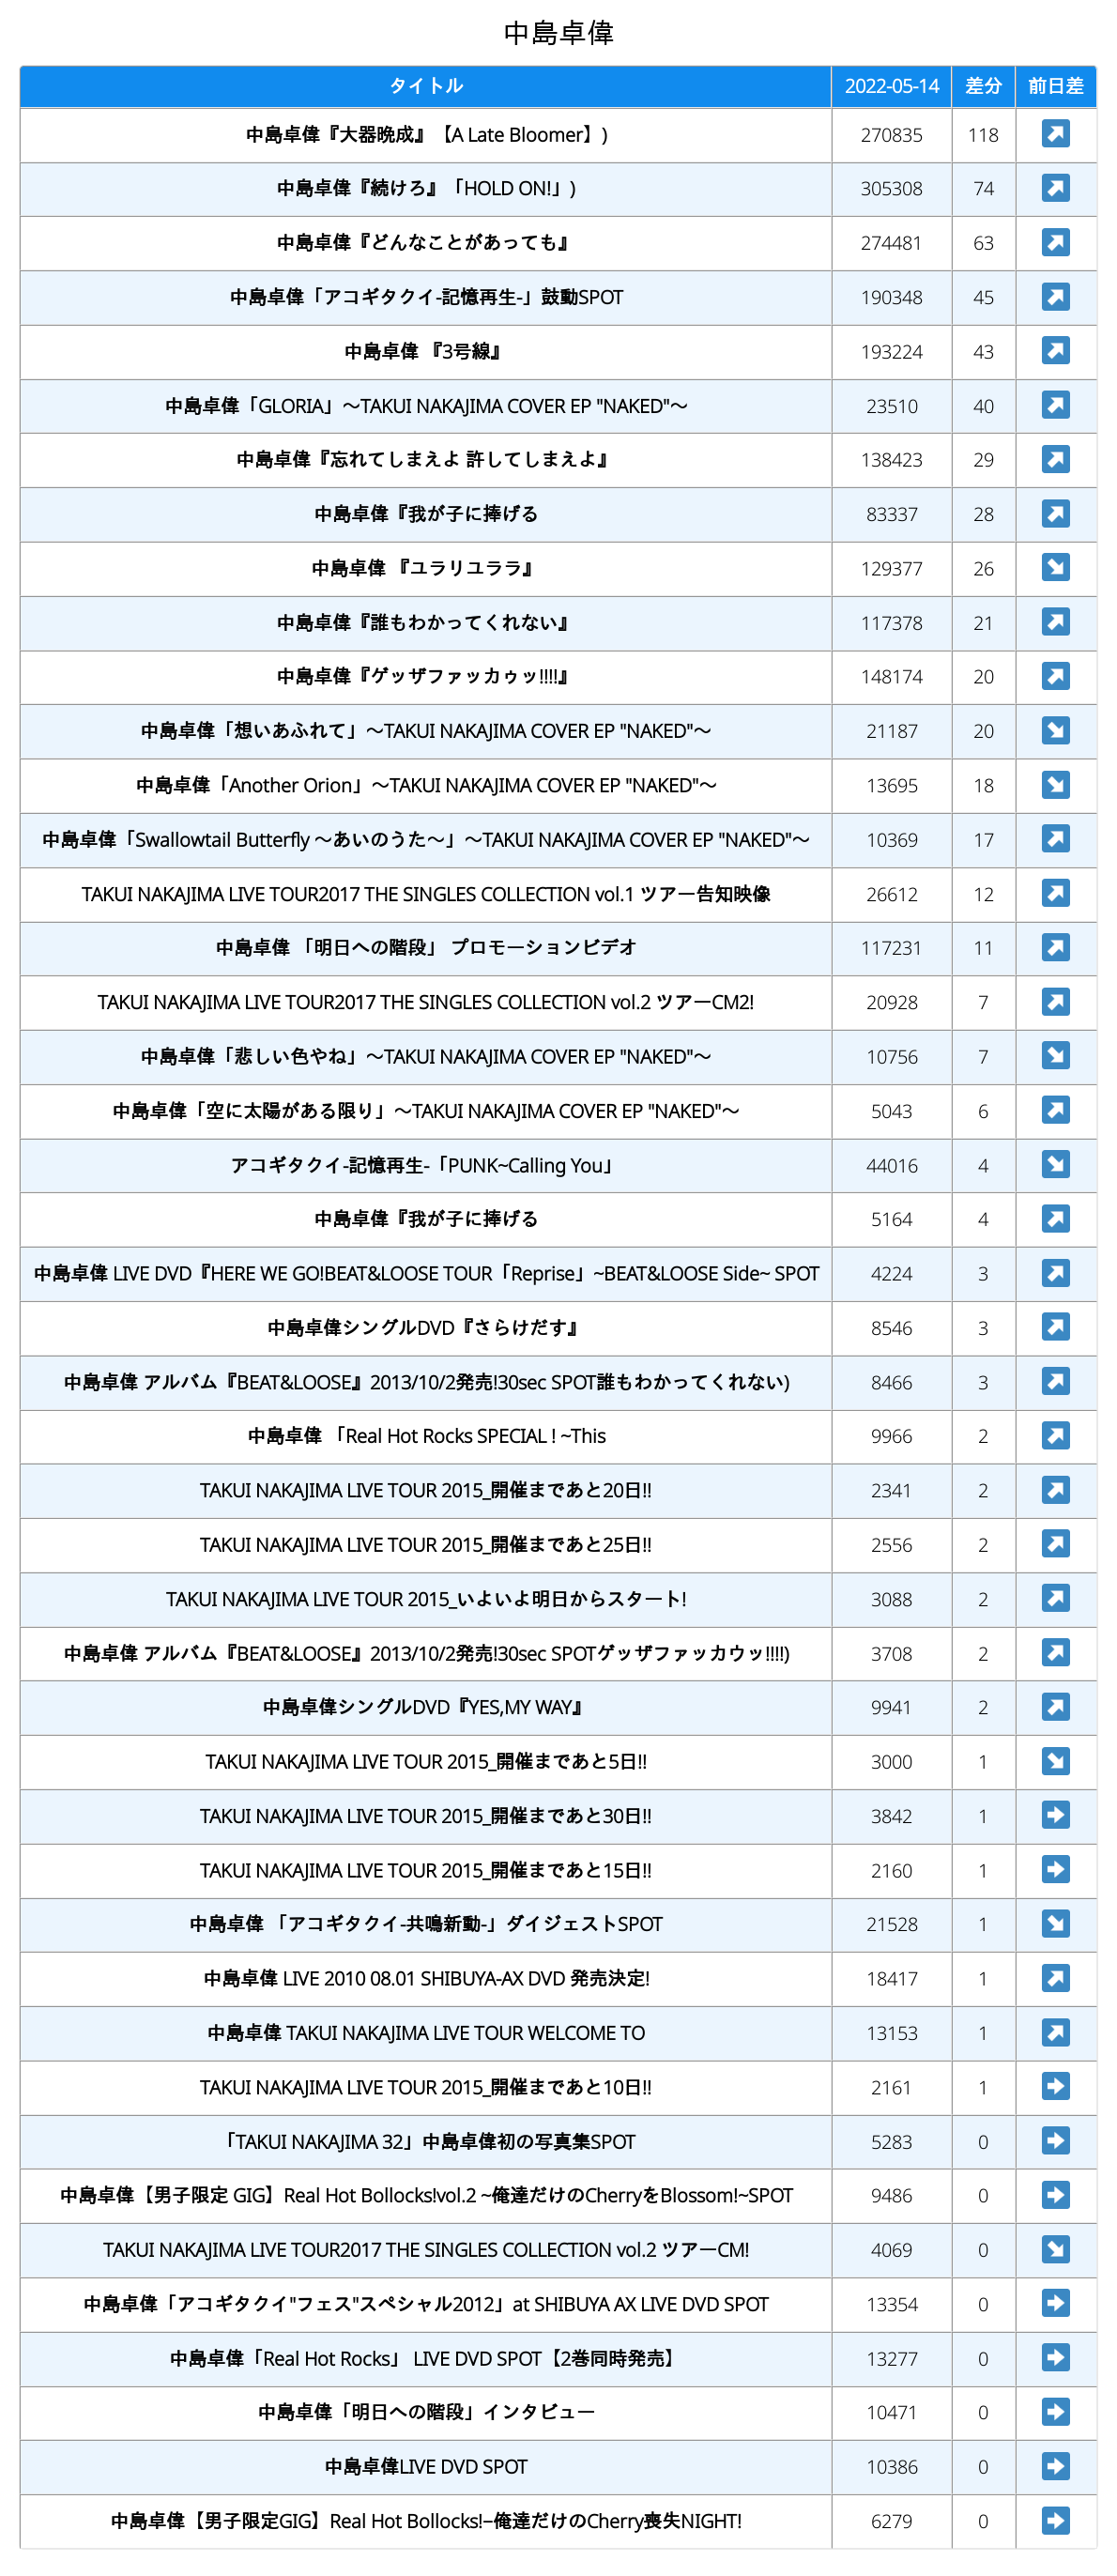 中島卓偉
タイトル 2022-05-14 差分 前日差
中島卓偉『大器晩成』【A Late Bloomer】) 270835 118 ↗
中島卓偉『続けろ』「HOLD ON!」) 305308 74 ↗
中島卓偉『どんなことがあっても』 274481 63 ↗
中島卓偉「アコギタクイ-記憶再生-」鼓動SPOT 190348 45 ↗
中島卓偉 『3号線』 193224 43 ↗
中島卓偉「GLORIA」〜TAKUI NAKAJIMA COVER EP "NAKED"〜 23510 40 ↗
中島卓偉『忘れてしまえよ 許してしまえよ』 138423 29 ↗
中島卓偉『我が子に捧げる 83337 28 ↗
中島卓偉 『ユラリユララ』 129377 26 ↘
中島卓偉『誰もわかってくれない』 117378 21 ↗
中島卓偉『ゲッザファッカゥッ!!!!』 148174 20 ↗
中島卓偉「想いあふれて」〜TAKUI NAKAJIMA COVER EP "NAKED"〜 21187 20 ↘
中島卓偉「Another Orion」〜TAKUI NAKAJIMA COVER EP "NAKED"〜 13695 18 ↘
中島卓偉「Swallowtail Butterfly 〜あいのうた〜」〜TAKUI NAKAJIMA COVER EP "NAKED"〜 10369 17 ↗
TAKUI NAKAJIMA LIVE TOUR2017 THE SINGLES COLLECTION vol.1 ツアー告知映像 26612 12 ↗
中島卓偉 「明日への階段」 プロモーションビデオ 117231 11 ↗
TAKUI NAKAJIMA LIVE TOUR2017 THE SINGLES COLLECTION vol.2 ツアーCM2! 20928 7 ↗
中島卓偉「悲しい色やね」〜TAKUI NAKAJIMA COVER EP "NAKED"〜 10756 7 ↘
中島卓偉「空に太陽がある限り」〜TAKUI NAKAJIMA COVER EP "NAKED"〜 5043 6 ↗
アコギタクイ-記憶再生-「PUNK~Calling You」 44016 4 ↘
中島卓偉『我が子に捧げる 5164 4 ↗
中島卓偉 LIVE DVD『HERE WE GO!BEAT&LOOSE TOUR「Reprise」~BEAT&LOOSE Side~ SPOT 4224 3 ↗
中島卓偉シングルDVD『さらけだす』 8546 3 ↗
中島卓偉 アルバム『BEAT&LOOSE』2013/10/2発売!30sec SPOT誰もわかってくれない) 8466 3 ↗
中島卓偉 「Real Hot Rocks SPECIAL ! ~This 9966 2 ↗
TAKUI NAKAJIMA LIVE TOUR 2015_開催まであと20日!! 2341 2 ↗
TAKUI NAKAJIMA LIVE TOUR 2015_開催まであと25日!! 2556 2 ↗
TAKUI NAKAJIMA LIVE TOUR 2015_いよいよ明日からスタート! 3088 2 ↗
中島卓偉 アルバム『BEAT&LOOSE』2013/10/2発売!30sec SPOTゲッザファッカウッ!!!!) 3708 2 ↗
中島卓偉シングルDVD『YES,MY WAY』 9941 2 ↗
TAKUI NAKAJIMA LIVE TOUR 2015_開催まであと5日!! 3000 1 ↘
TAKUI NAKAJIMA LIVE TOUR 2015_開催まであと30日!! 3842 1 ➡
TAKUI NAKAJIMA LIVE TOUR 2015_開催まであと15日!! 2160 1 ➡
中島卓偉 「アコギタクイ-共鳴新動-」ダイジェストSPOT 21528 1 ↘
中島卓偉 LIVE 2010 08.01 SHIBUYA-AX DVD 発売決定! 18417 1 ↗
中島卓偉 TAKUI NAKAJIMA LIVE TOUR WELCOME TO 13153 1 ↗
TAKUI NAKAJIMA LIVE TOUR 2015_開催まであと10日!! 2161 1 ➡
「TAKUI NAKAJIMA 32」中島卓偉初の写真集SPOT 5283 0 ➡
中島卓偉【男子限定 GIG】Real Hot Bollocks!vol.2 ~俺達だけのCherryをBlossom!~SPOT 9486 0 ➡
TAKUI NAKAJIMA LIVE TOUR2017 THE SINGLES COLLECTION vol.2 ツアーCM! 4069 0 ↘
中島卓偉「アコギタクイ"フェス"スペシャル2012」at SHIBUYA AX LIVE DVD SPOT 13354 0 ➡
中島卓偉「Real Hot Rocks」 LIVE DVD SPOT【2巻同時発売】 13277 0 ➡
中島卓偉「明日への階段」インタビュー 10471 0 ➡
中島卓偉LIVE DVD SPOT 10386 0 ➡
中島卓偉【男子限定GIG】Real Hot Bollocks!−俺達だけのCherry喪失NIGHT! 6279 0 ➡